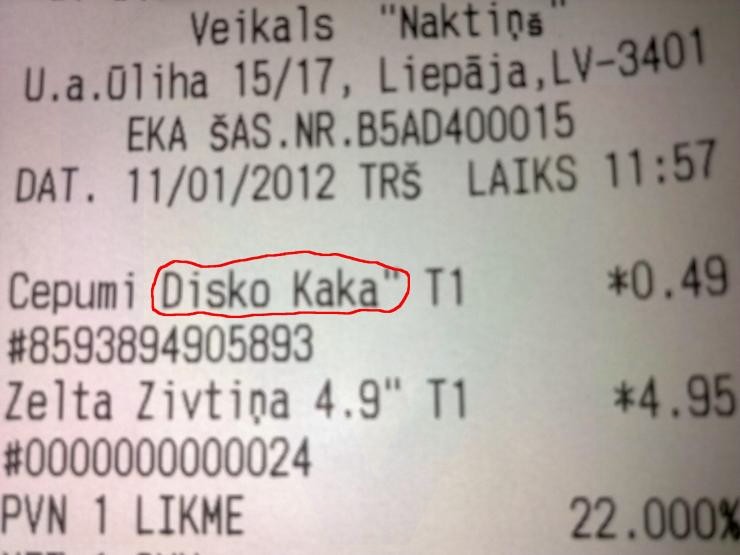 Veikals "Naktiņš"
U.a.Ūliha 15/17, Liepāja,LV-3401
EKA ŠAS.NR.B5AD400015
DAT. 11/01/2012 TRŠ LAIKS 11:57
Cepumi Disko Kaka" T1 *0.49
#8593894905893
Zelta Zivtiņa 4.9" T1 *4.95
#0000000000024
PVN 1 LIKME 22.000%